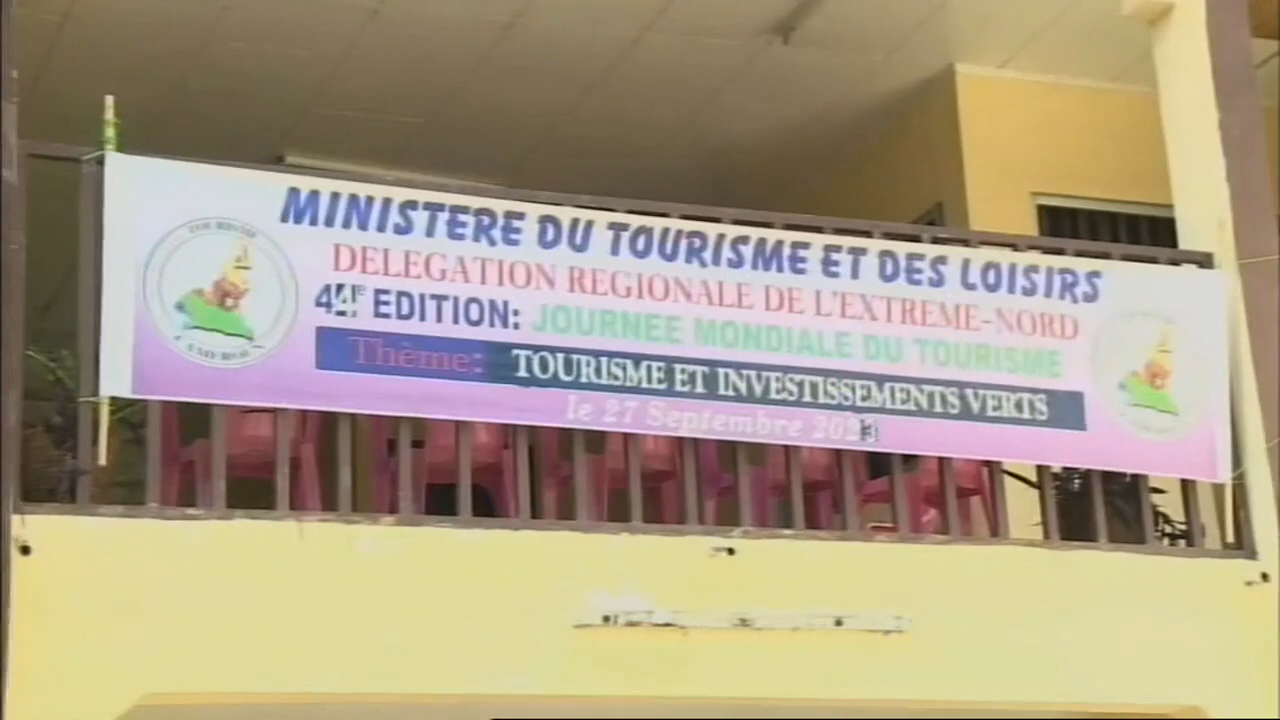 MINISTERE DU TOURISME ET DES LOISIRS
DELEGATION REGIONALE DE L'EXTREME-NORD
44e EDITION: JOURNEE MONDIALE DU TOURISME
Thème: TOURISME ET INVESTISSEMENTS VERTS
le 27 Septembre 2023